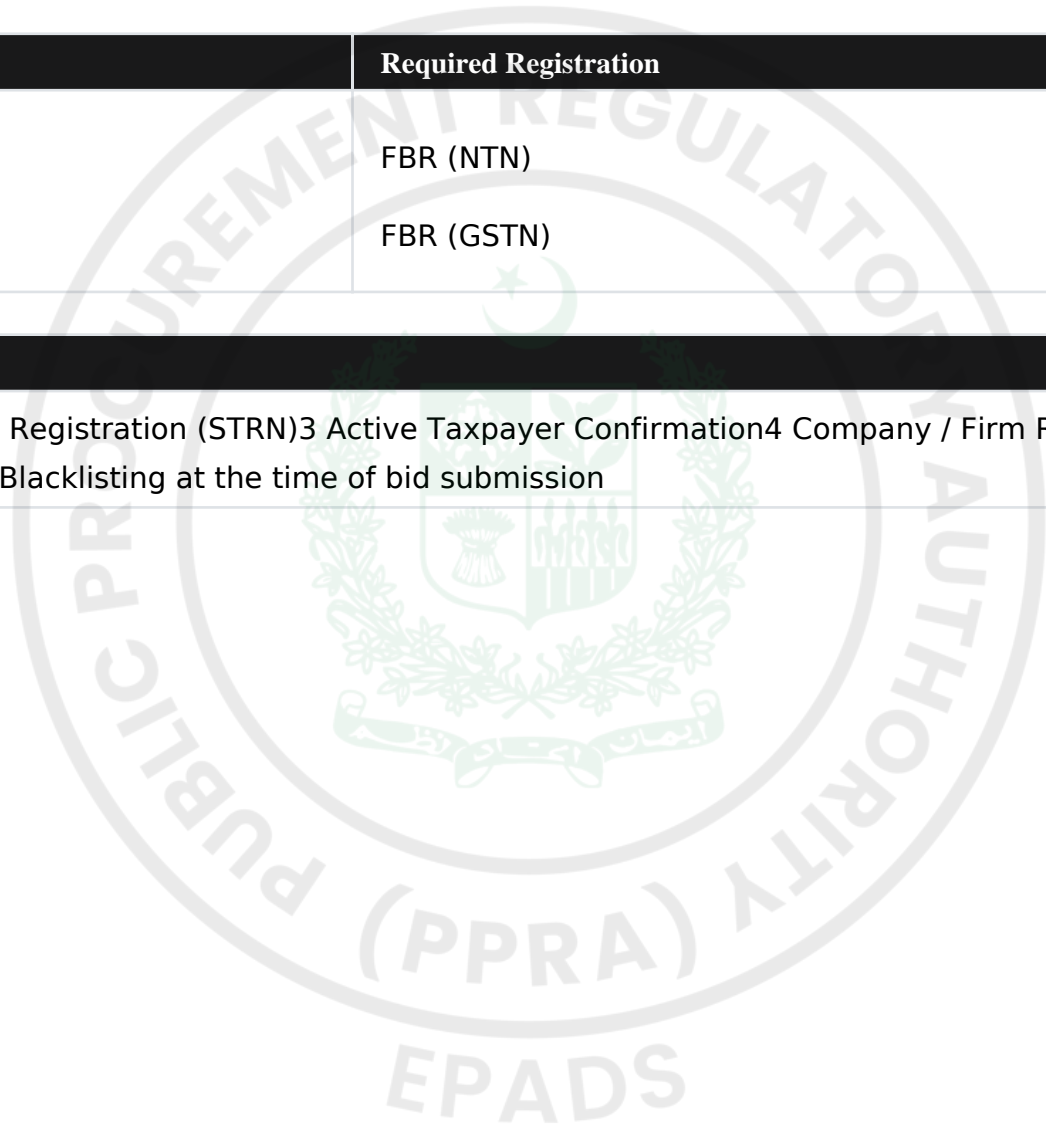 Required Registration
FBR (NTN)
FBR (GSTN)
Registration (STRN)3 Active Taxpayer Confirmation4 Company / Firm
Blacklisting at the time of bid submission
PUBLIC PROCUREMENT REGULATORY AUTHORITY
(PPRA)
EPADS